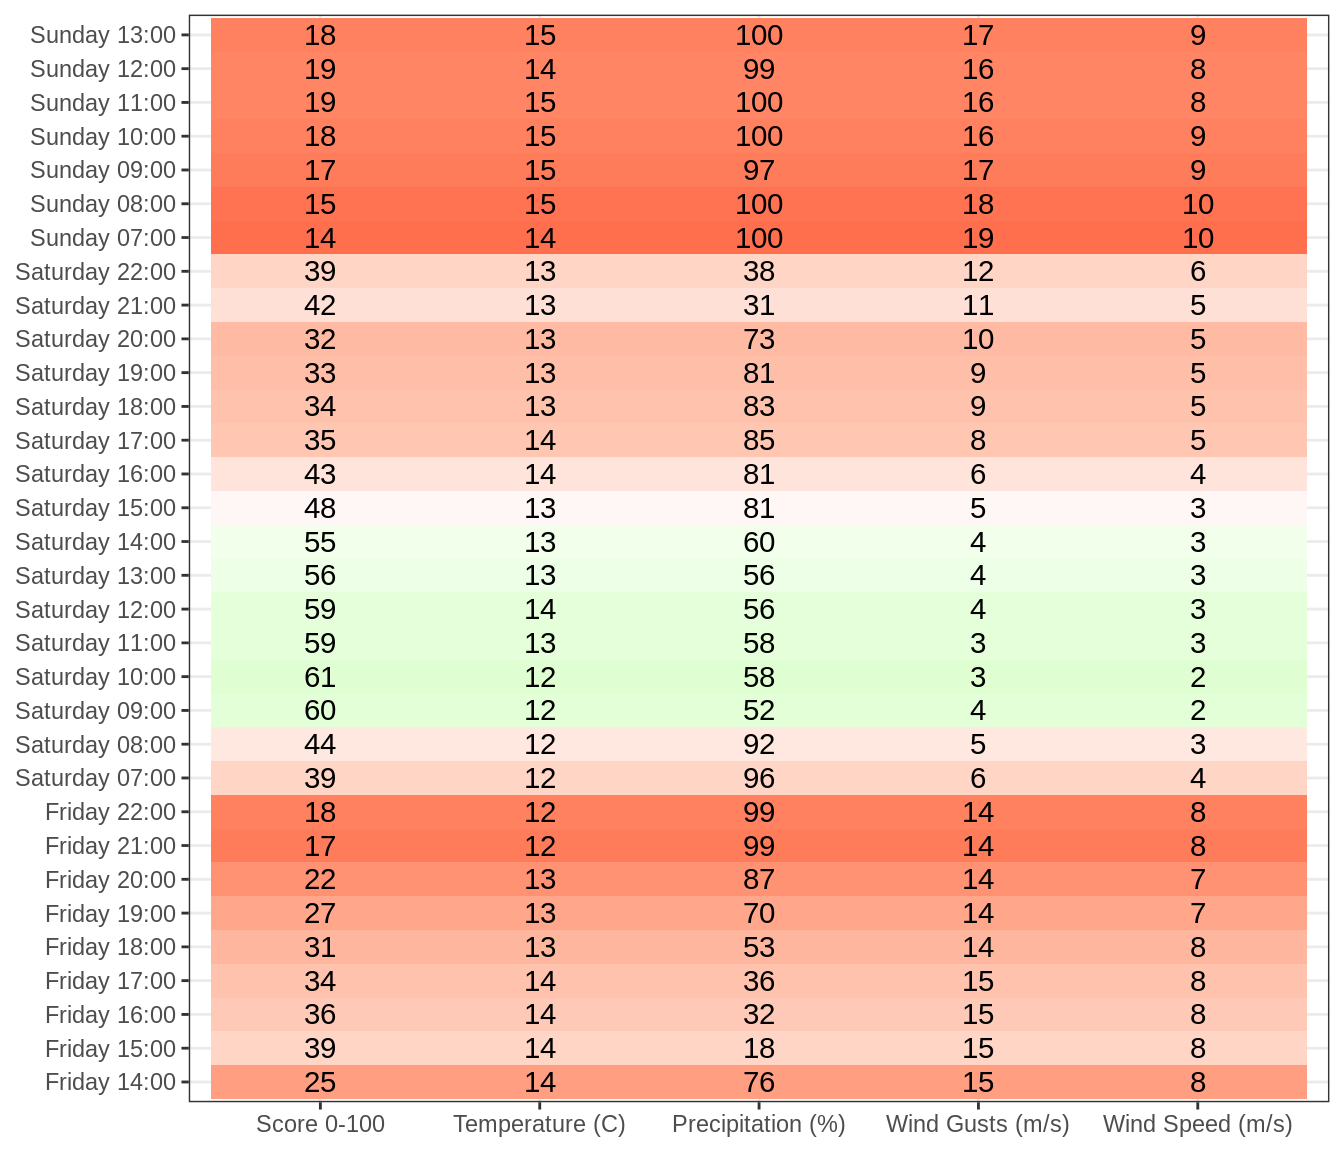 Sunday 13:00 18 15 100 17 9
Sunday 12:00 19 14 99 16 8
Sunday 11:00 19 15 100 16 8
Sunday 10:00 18 15 100 16 9
Sunday 09:00 17 15 97 17 9
Sunday 08:00 15 15 100 18 10
Sunday 07:00 14 14 100 19 10
Saturday 22:00 39 13 38 12 6
Saturday 21:00 42 13 31 11 5
Saturday 20:00 32 13 73 10 5
Saturday 19:00 33 13 81 9 5
Saturday 18:00 34 13 83 9 5
Saturday 17:00 35 14 85 8 5
Saturday 16:00 43 14 81 6 4
Saturday 15:00 48 13 81 5 3
Saturday 14:00 55 13 60 4 3
Saturday 13:00 56 13 56 4 3
Saturday 12:00 59 14 56 4 3
Saturday 11:00 59 13 58 3 3
Saturday 10:00 61 12 58 3 2
Saturday 09:00 60 12 52 4 2
Saturday 08:00 44 12 92 5 3
Saturday 07:00 39 12 96 6 4
Friday 22:00 18 12 99 14 8
Friday 21:00 17 12 99 14 8
Friday 20:00 22 13 87 14 7
Friday 19:00 27 13 70 14 7
Friday 18:00 31 13 53 14 8
Friday 17:00 34 14 36 15 8
Friday 16:00 36 14 32 15 8
Friday 15:00 39 14 18 15 8
Friday 14:00 25 14 76 15 8
Score 0-100 Temperature (C) Precipitation (%) Wind Gusts (m/s) Wind Speed (m/s)